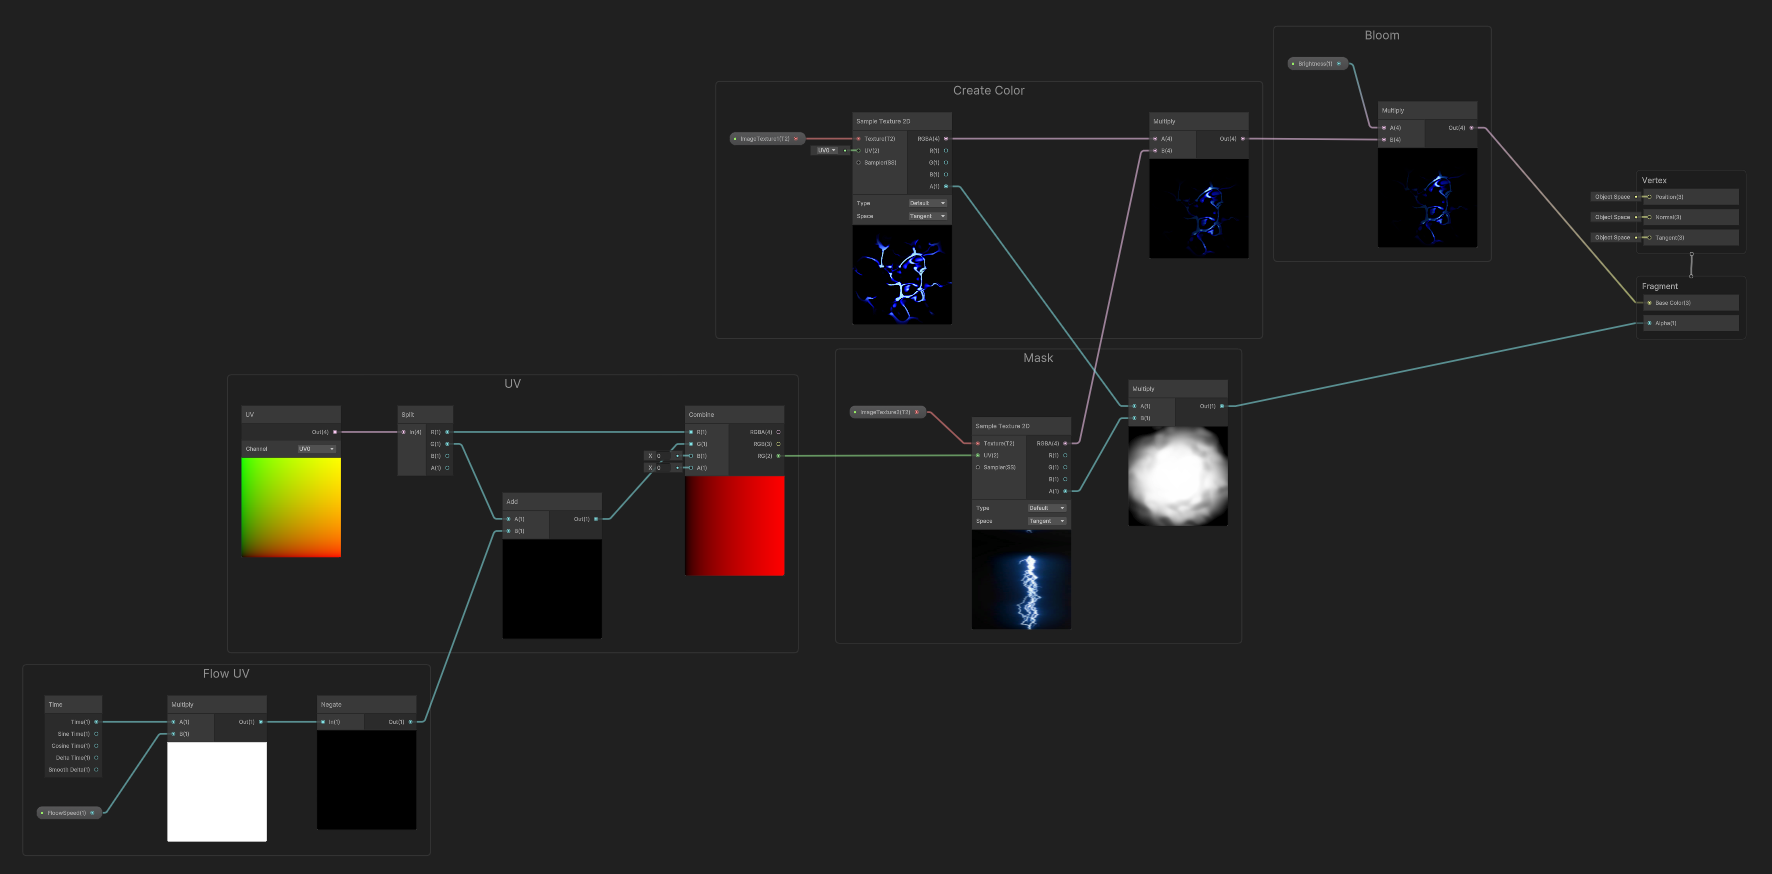 Bloom
Brightness(1)
Multiply
A(4)
Out(4)
B(4)
Create Color
ImageTexture1(T2)
Sample Texture 2D
Texture(T2)
RGBA(4)
UV0
UV(2)
R(1)
Sampler(SS)
G(1)
B(1)
A(1)
Type
Default
Space
Tangent
Multiply
A(4)
Out(4)
B(4)
Vertex
Object Space
Position(3)
Object Space
Normal(3)
Object Space
Tangent(3)
Fragment
Base Color(3)
Alpha(1)
Mask
ImageTexture2(T2)
Sample Texture 2D
Texture(T2)
RGBA(4)
UV(2)
R(1)
Sampler(SS)
G(1)
B(1)
A(1)
Type
Default
Space
Tangent
Multiply
A(1)
Out(1)
B(1)
UV
UV
Out(4)
Channel
UV0
Split
In(4)
R(1)
G(1)
B(1)
A(1)
Add
A(1)
Out(1)
B(1)
Combine
R(1)
RGBA(4)
G(1)
RGB(3)
X 0
B(1)
RG(2)
X 0
A(1)
Flow UV
Time
Time(1)
Sine Time(1)
Cosine Time(1)
Delta Time(1)
Smooth Delta(1)
Multiply
A(1)
Out(1)
B(1)
Negate
In(1)
Out(1)